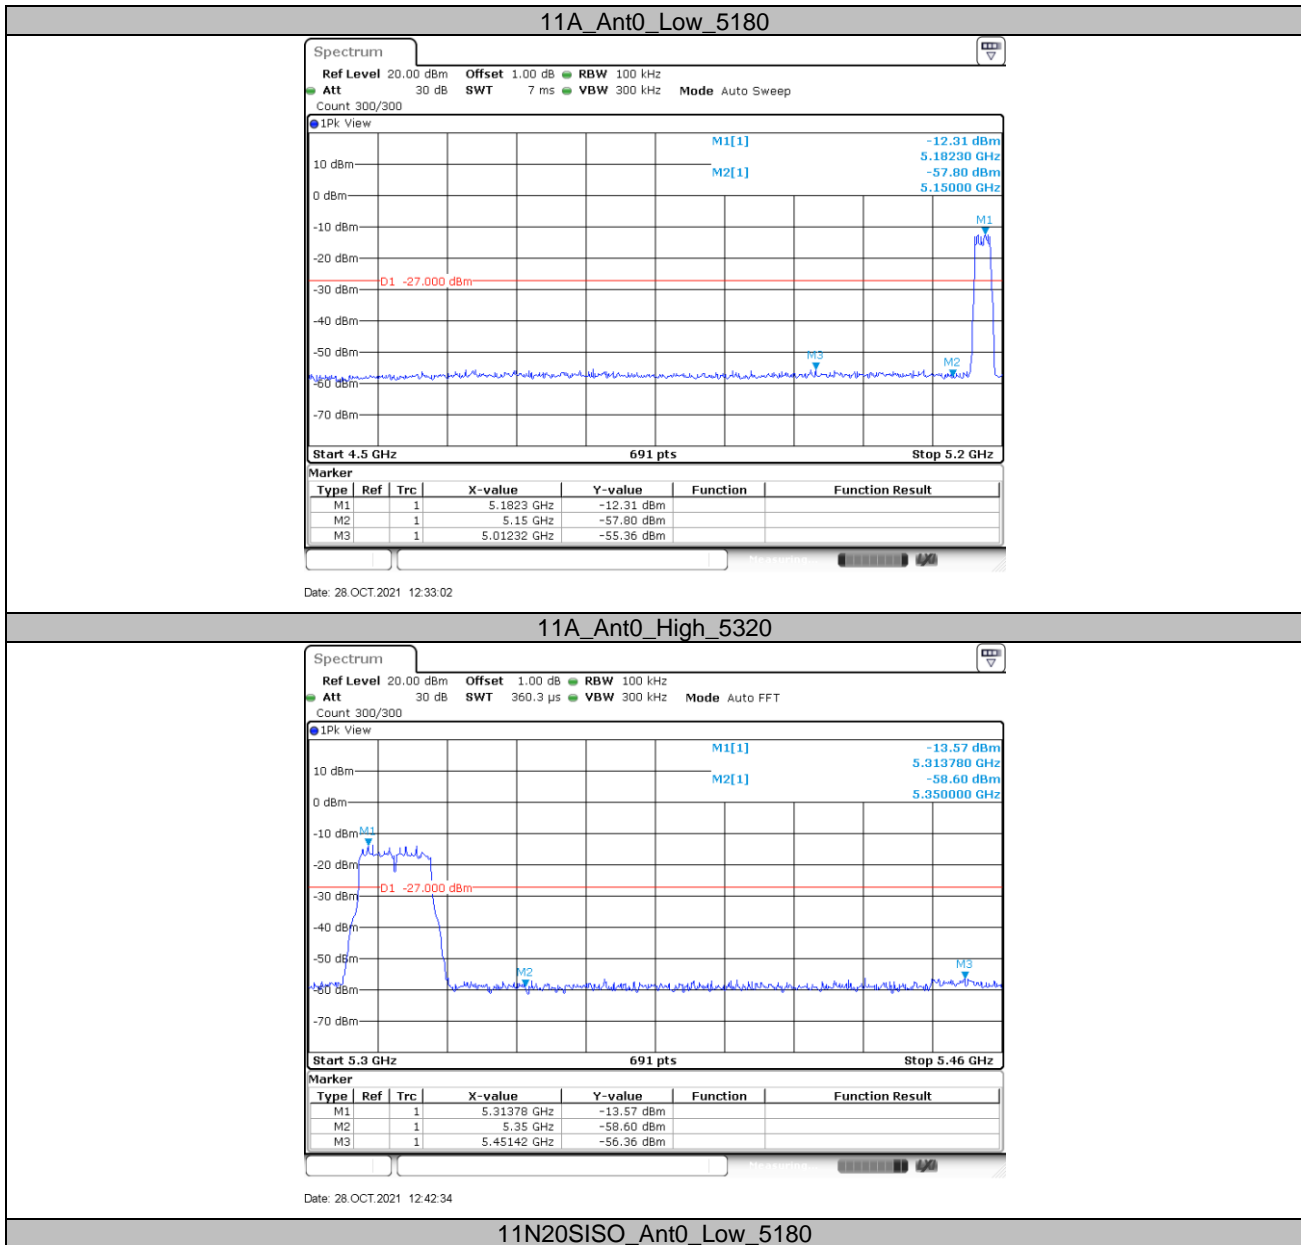 11A_Ant0_Low_5180
Spectrum
Ref Level 20.00 dBm Offset 1.00 dB RBW 100 kHz
Att 30 dB SWT 7 ms VBW 300 kHz Mode Auto Sweep
Count 300/300
1Pk View
M1[1] -12.31 dBm
5.18230 GHz
10 dBm
M2[1] -57.80 dBm
5.15000 GHz
0 dBm
M1
-10 dBm
-20 dBm
D1 -27.000 dBm
-30 dBm
-40 dBm
-50 dBm
M3
M2
-60 dBm
-70 dBm
Start 4.5 GHz 691 pts Stop 5.2 GHz
Marker
Type Ref Trc X-value Y-value Function Function Result
M1 1 5.1823 GHz -12.31 dBm
M2 1 5.15 GHz -57.80 dBm
M3 1 5.01232 GHz -55.36 dBm
Measuring...
Date: 28.OCT.2021 12:33:02
11A_Ant0_High_5320
Spectrum
Ref Level 20.00 dBm Offset 1.00 dB RBW 100 kHz
Att 30 dB SWT 360.3 µs VBW 300 kHz Mode Auto FFT
Count 300/300
1Pk View
M1[1] -13.57 dBm
5.313780 GHz
10 dBm
M2[1] -58.60 dBm
5.350000 GHz
0 dBm
-10 dBm M1
-20 dBm
D1 -27.000 dBm
-30 dBm
-40 dBm
-50 dBm
M2
M3
-60 dBm
-70 dBm
Start 5.3 GHz 691 pts Stop 5.46 GHz
Marker
Type Ref Trc X-value Y-value Function Function Result
M1 1 5.31378 GHz -13.57 dBm
M2 1 5.35 GHz -58.60 dBm
M3 1 5.45142 GHz -56.36 dBm
Measuring...
Date: 28.OCT.2021 12:42:34
11N20SISO_Ant0_Low_5180